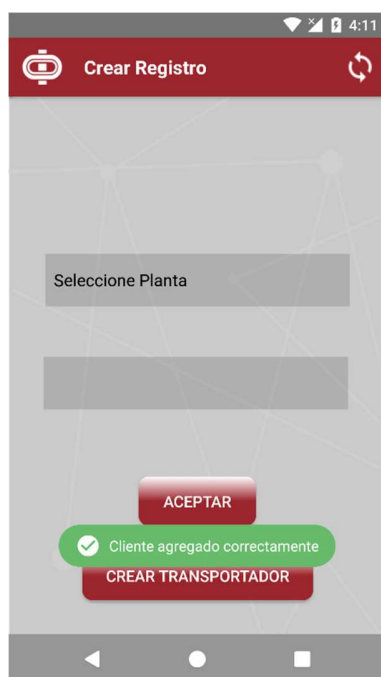 4:11
Crear Registro
Seleccione Planta
ACEPTAR
Cliente agregado correctamente
CREAR TRANSPORTADOR